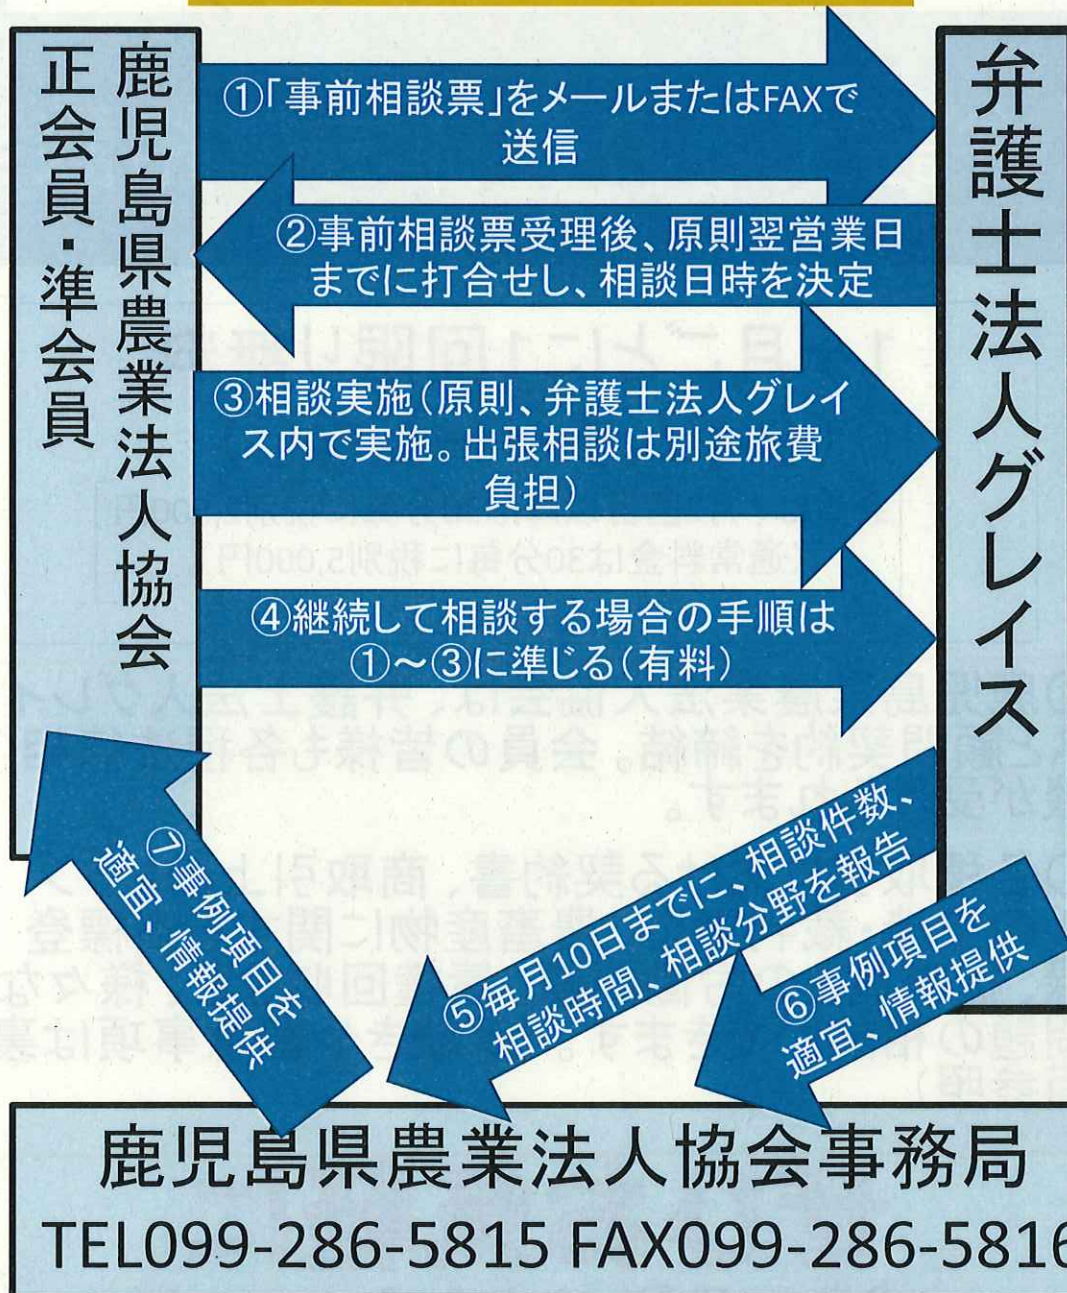 鹿児島県農業法人協会
正会員・準会員
弁護士法人グレイス
①「事前相談票」をメールまたはFAXで
送信
②事前相談票受理後、原則翌営業日
までに打合せし、相談日時を決定
③相談実施(原則、弁護士法人グレイ
ス内で実施。出張相談は別途旅費
負担)
④継続して相談する場合の手順は
①～③に準じる(有料)
⑤毎月10日までに、相談件数、
相談時間、相談分野を報告
⑥事例項目を
適宜、情報提供
⑦事例項目を
適宜、情報提供
鹿児島県農業法人協会事務局
TEL099-286-5815 FAX099-286-5816